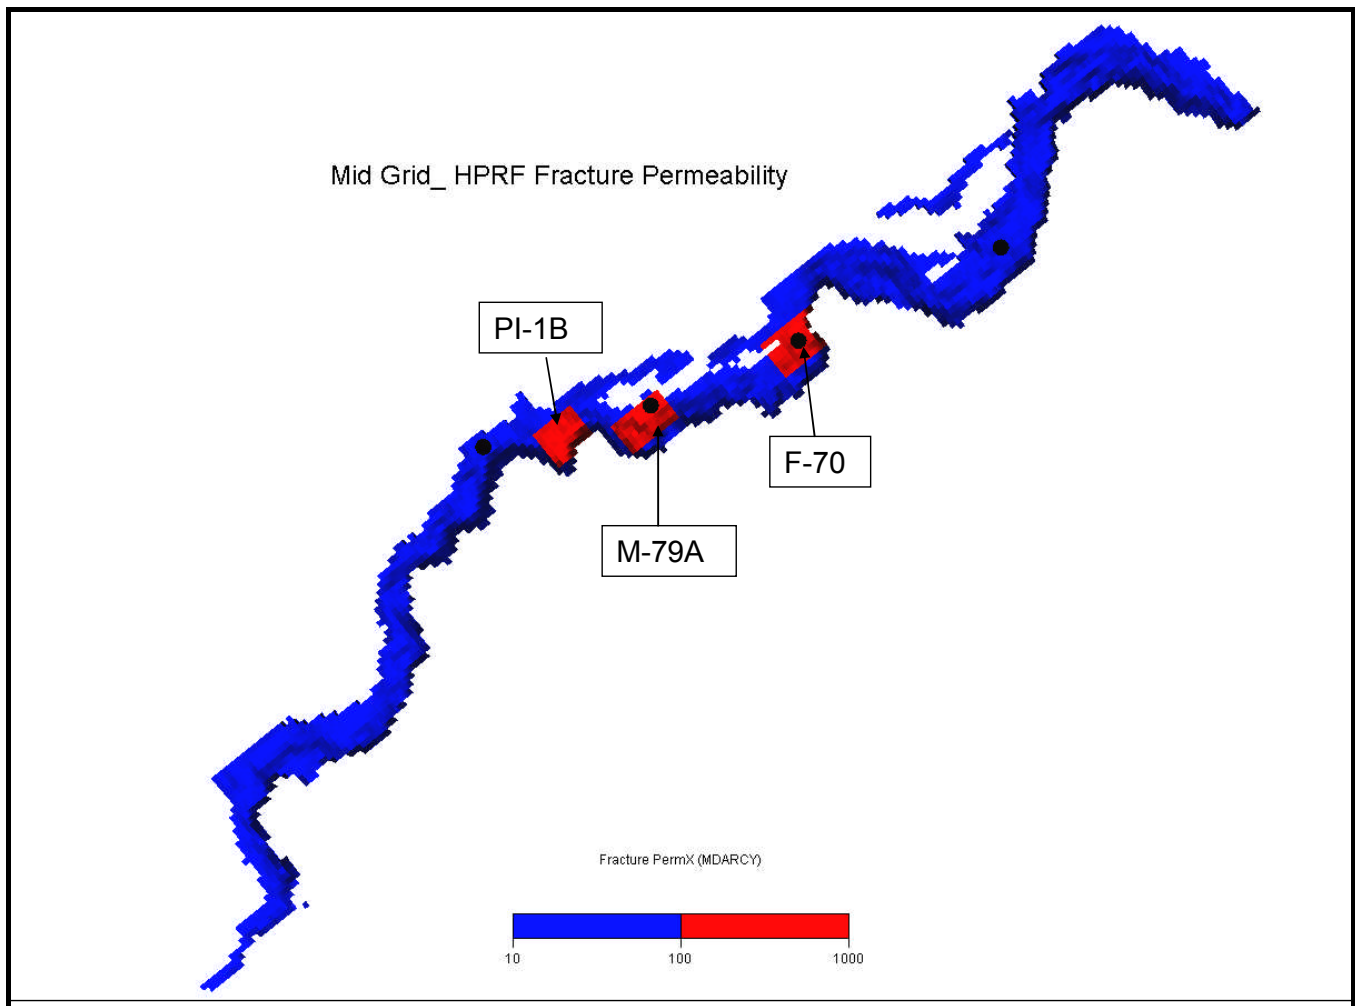 Mid Grid_ HPRF Fracture Permeability
PI-1B
F-70
M-79A
Fracture PermX (MDARCY)
10 100 1000